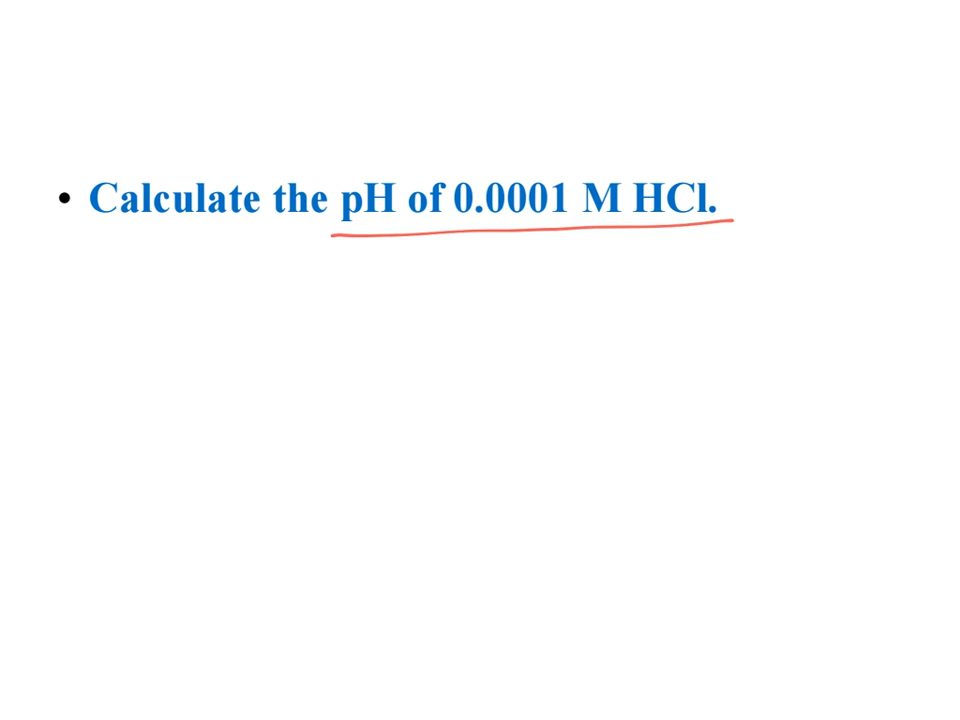 • Calculate the pH of 0.0001 M HCl.